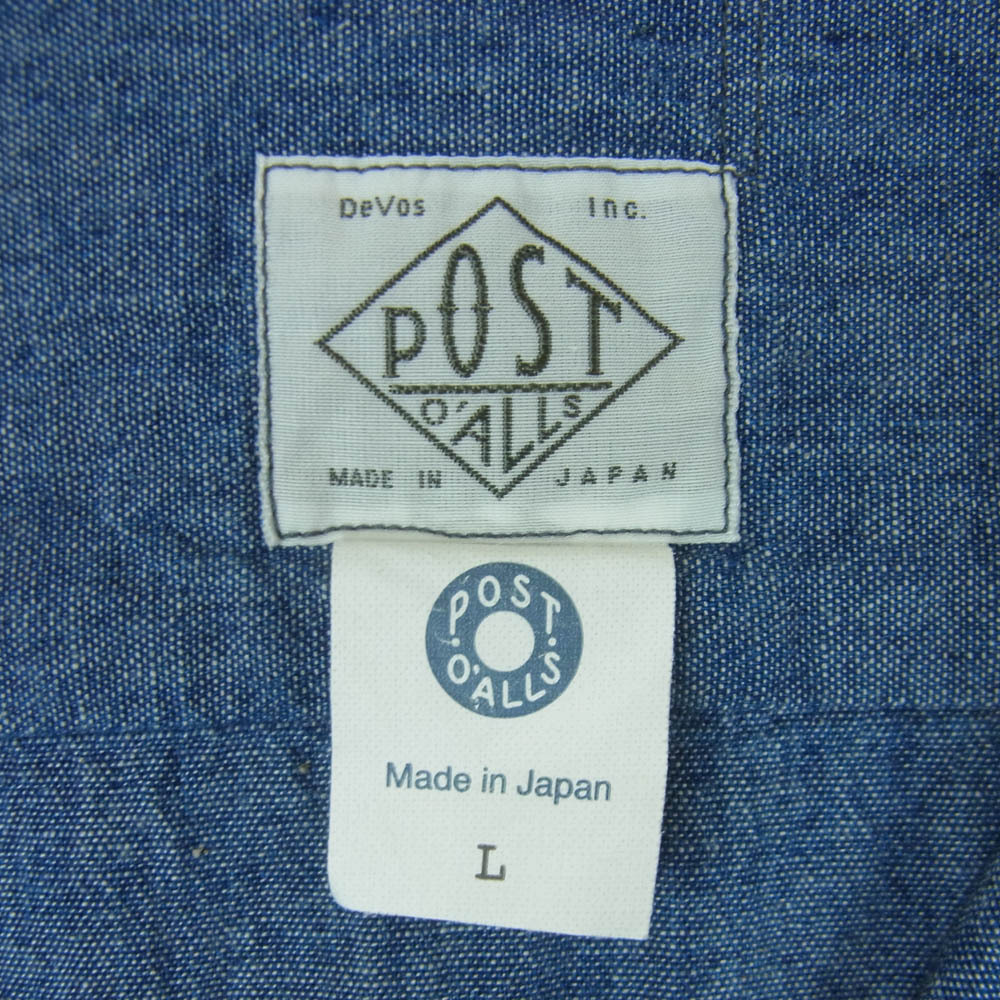 DeVos Inc.
POST
O'ALLS
MADE IN JAPAN
POST
O'ALLS
Made in Japan
L